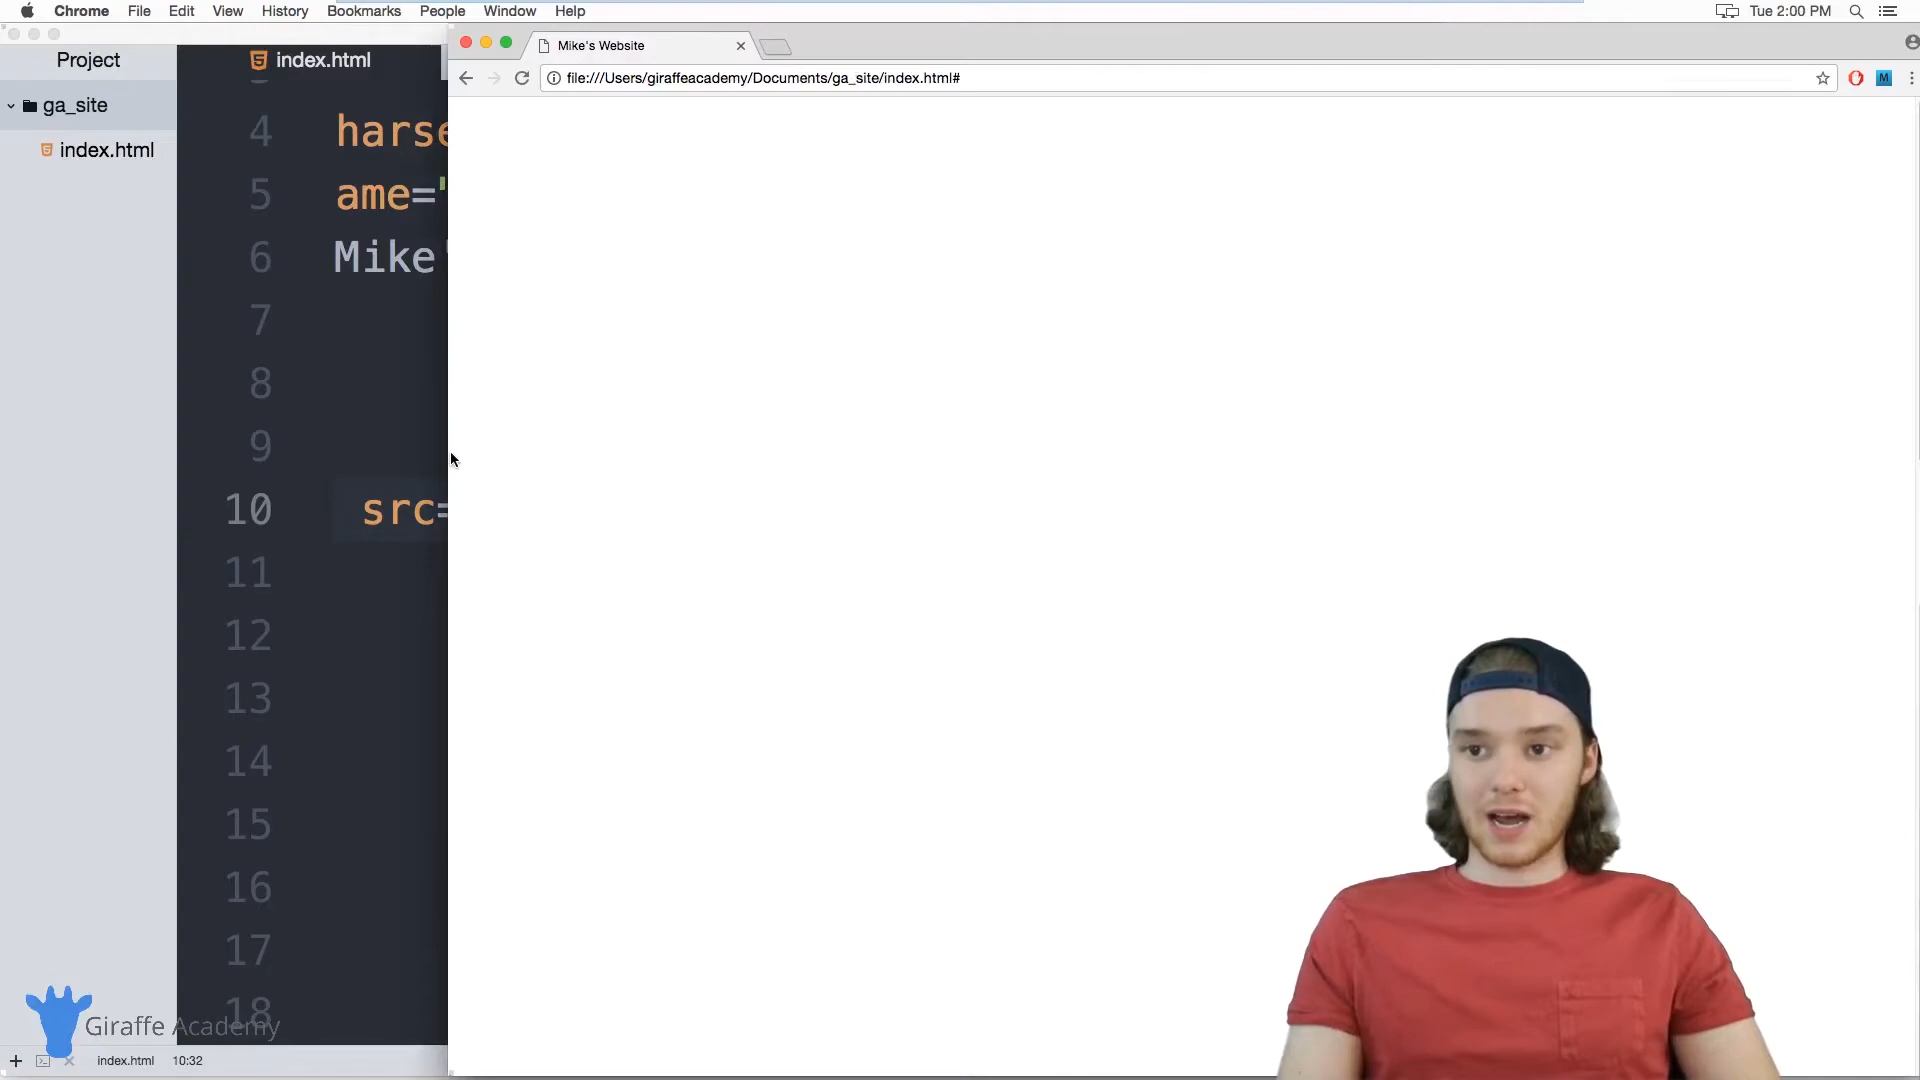 Chrome File Edit View History Bookmarks People Window Help
Tue 2:00 PM
Project
index.html
Mike's Website
ga_site
file:///Users/giraffeacademy/Documents/ga_site/index.html#
M
index.html
4 harse
5 ame="
6 Mike'
7
8
9
10 src=
11
12
13
14
15
16
17
18
Giraffe Academy
index.html 10:32